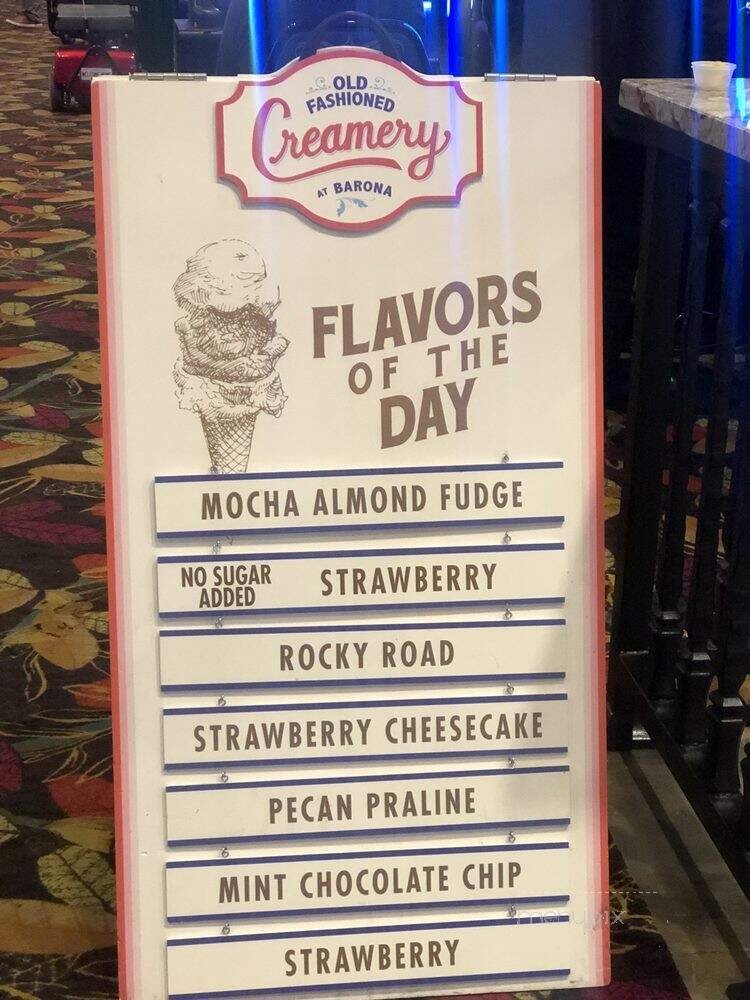 OLD
FASHIONED
Creamery
AT BARONA
FLAVORS
OF THE
DAY
MOCHA ALMOND FUDGE
NO SUGAR
ADDED
STRAWBERRY
ROCKY ROAD
STRAWBERRY CHEESECAKE
PECAN PRALINE
MINT CHOCOLATE CHIP
STRAWBERRY